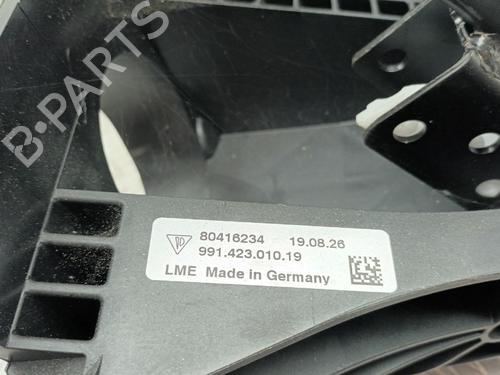 B-PARTS
80416234 19.08.26
991.423.010.19
LME Made in Germany